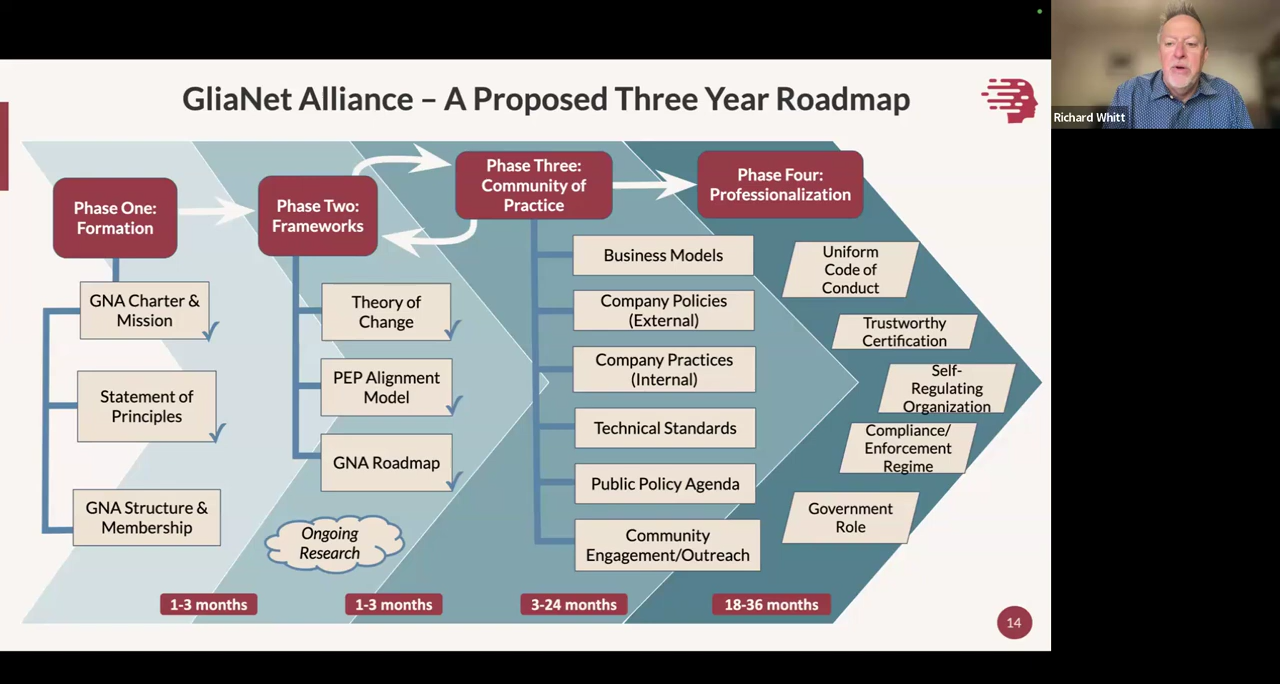 GliaNet Alliance – A Proposed Three Year Roadmap
Richard Whitt
Phase One:
Formation
GNA Charter &
Mission
Statement of
Principles
GNA Structure &
Membership
1-3 months
Phase Two:
Frameworks
Theory of
Change
PEP Alignment
Model
GNA Roadmap
Ongoing
Research
1-3 months
Phase Three:
Community of
Practice
Business Models
Company Policies
(External)
Company Practices
(Internal)
Technical Standards
Public Policy Agenda
Community
Engagement/Outreach
3-24 months
Phase Four:
Professionalization
Uniform
Code of
Conduct
Trustworthy
Certification
Self-
Regulating
Organization
Compliance/
Enforcement
Regime
Government
Role
18-36 months
14